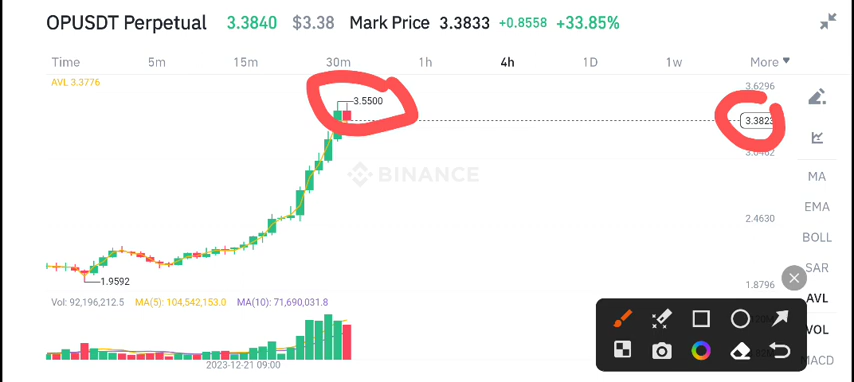 OPUSDT Perpetual 3.3840 $3.38 Mark Price 3.3833 +0.8558 +33.85%
Time 5m 15m 30m 1h 4h 1D 1w More
AVL 3.3776
3.6296
3.5500
3.3823
2.4630
1.9592
1.8796
BINANCE
MA
EMA
BOLL
SAR
AVL
VOL
MACD
Vol: 92,196,212.5 MA(5): 104,542,153.0 MA(10): 71,690,031.8
2023-12-21 09:00